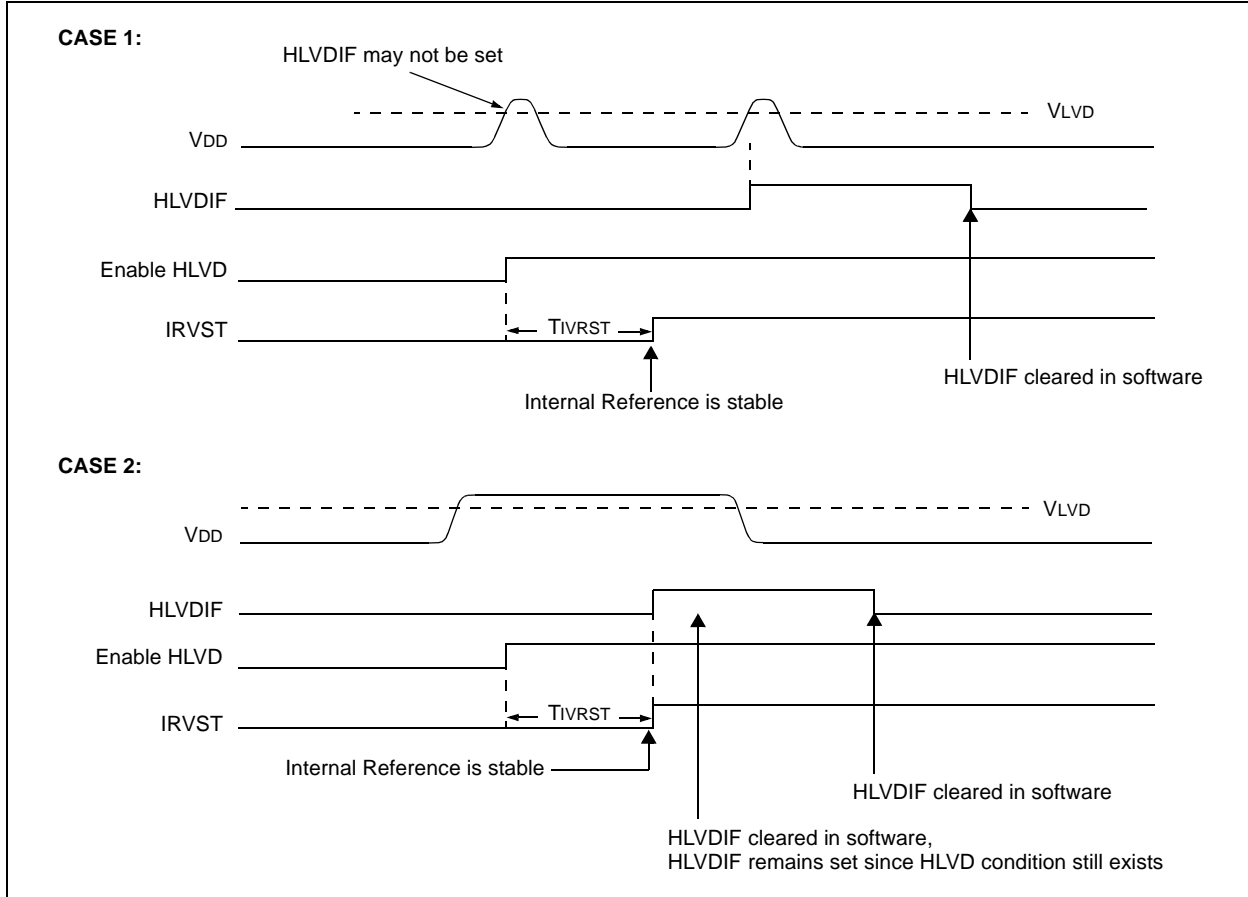 CASE 1:
HLVDIF may not be set
VLVD
VDD
HLVDIF
Enable HLVD
TIVRST
IRVST
HLVDIF cleared in software
Internal Reference is stable
CASE 2:
VLVD
VDD
HLVDIF
Enable HLVD
TIVRST
IRVST
Internal Reference is stable
HLVDIF cleared in software
HLVDIF cleared in software,
HLVDIF remains set since HLVD condition still exists